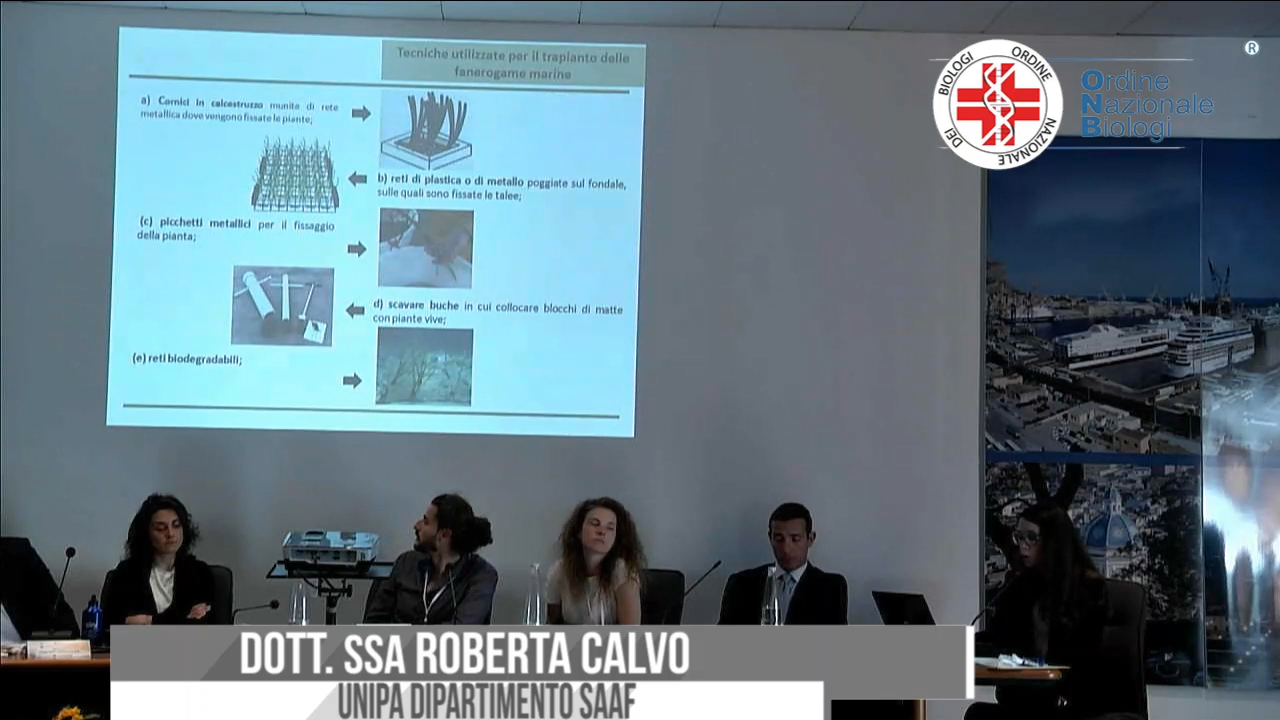 Tecniche utilizzate per il trapianto delle
fanerogame marine
a) Cornici in calcestruzzo munite di rete
metallica dove vengono fissate le piante;
b) reti di plastica o di metallo poggiate sul fondale,
sulle quali sono fissate le talee;
(c) picchetti metallici per il fissaggio
della pianta;
d) scavare buche in cui collocare blocchi di matte
con piante vive;
(e) reti biodegradabili;
ORDINE NAZIONALE DEI BIOLOGI
Ordine
Nazionale
Biologi
®
DOTT. SSA ROBERTA CALVO
UNIPA DIPARTIMENTO SAAF